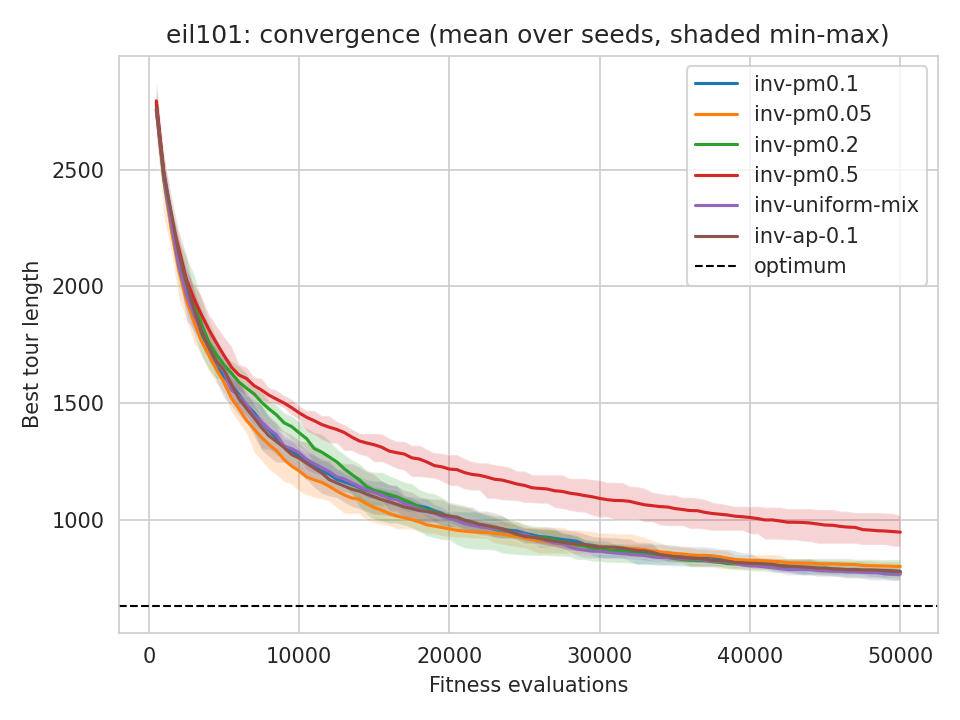 eil101: convergence (mean over seeds, shaded min-max)
inv-pm0.1
inv-pm0.05
inv-pm0.2
inv-pm0.5
inv-uniform-mix
inv-ap-0.1
optimum
Best tour length
2500
2000
1500
1000
0
10000
20000
30000
40000
50000
Fitness evaluations